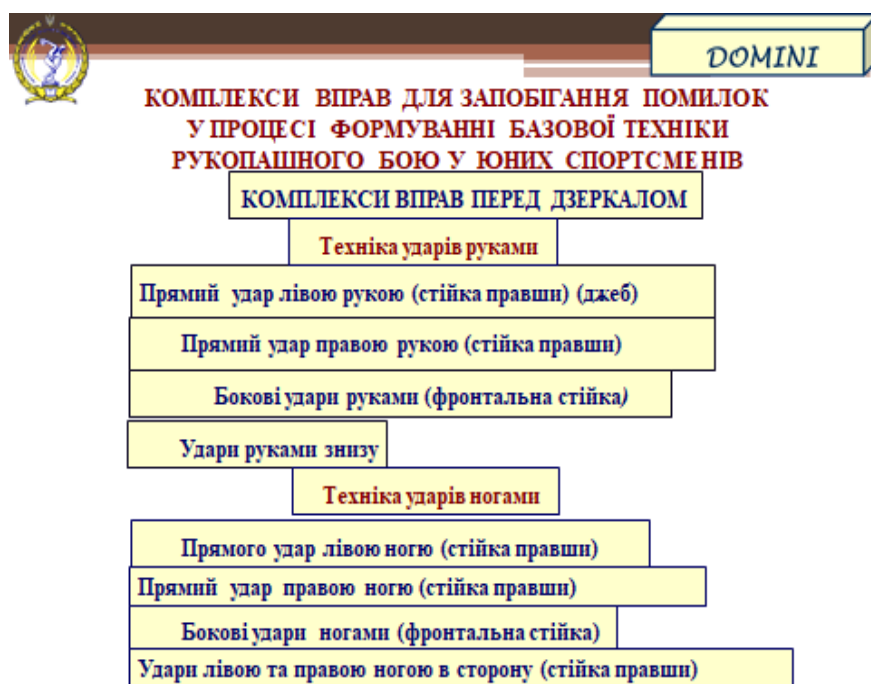 DOMINI
КОМПЛЕКСИ ВПРАВ ДЛЯ ЗАПОБІГАННЯ ПОМИЛОК
У ПРОЦЕСІ ФОРМУВАННІ БАЗОВОЇ ТЕХНІКИ
РУКОПАШНОГО БОЮ У ЮНИХ СПОРТСМЕНІВ
КОМПЛЕКСИ ВПРАВ ПЕРЕД ДЗЕРКАЛОМ
Техніка ударів руками
Прямий удар лівою рукою (стійка правши) (джеб)
Прямий удар правою рукою (стійка правши)
Бокові удари руками (фронтальна стійка)
Удари руками знизу
Техніка ударів ногами
Прямого удар лівою ногю (стійка правши)
Прямий удар правою ногю (стійка правши)
Бокові удари ногами (фронтальна стійка)
Удари лівою та правою ногою в сторону (стійка правши)